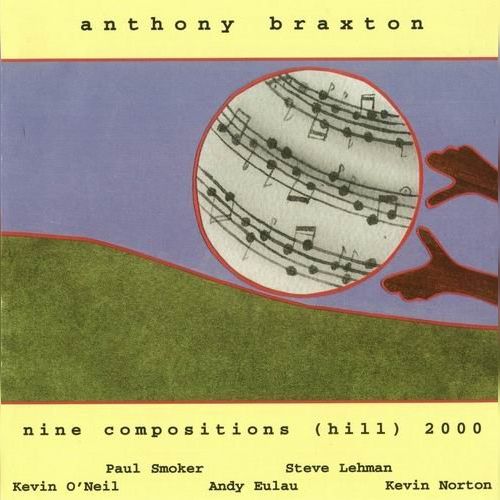 anthony braxton
nine compositions (hill) 2000
Paul Smoker Steve Lehman
Kevin O'Neil Andy Eulau Kevin Norton